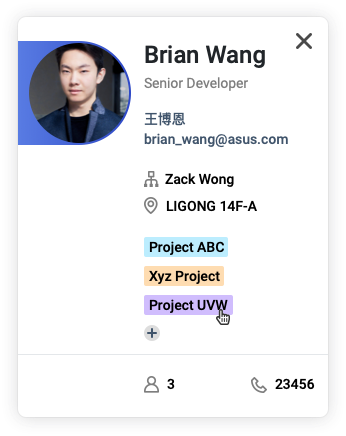 Brian Wang
Senior Developer
王博恩
brian_wang@asus.com
Zack Wong
LIGONG 14F-A
Project ABC
Xyz Project
Project UVW
3
23456